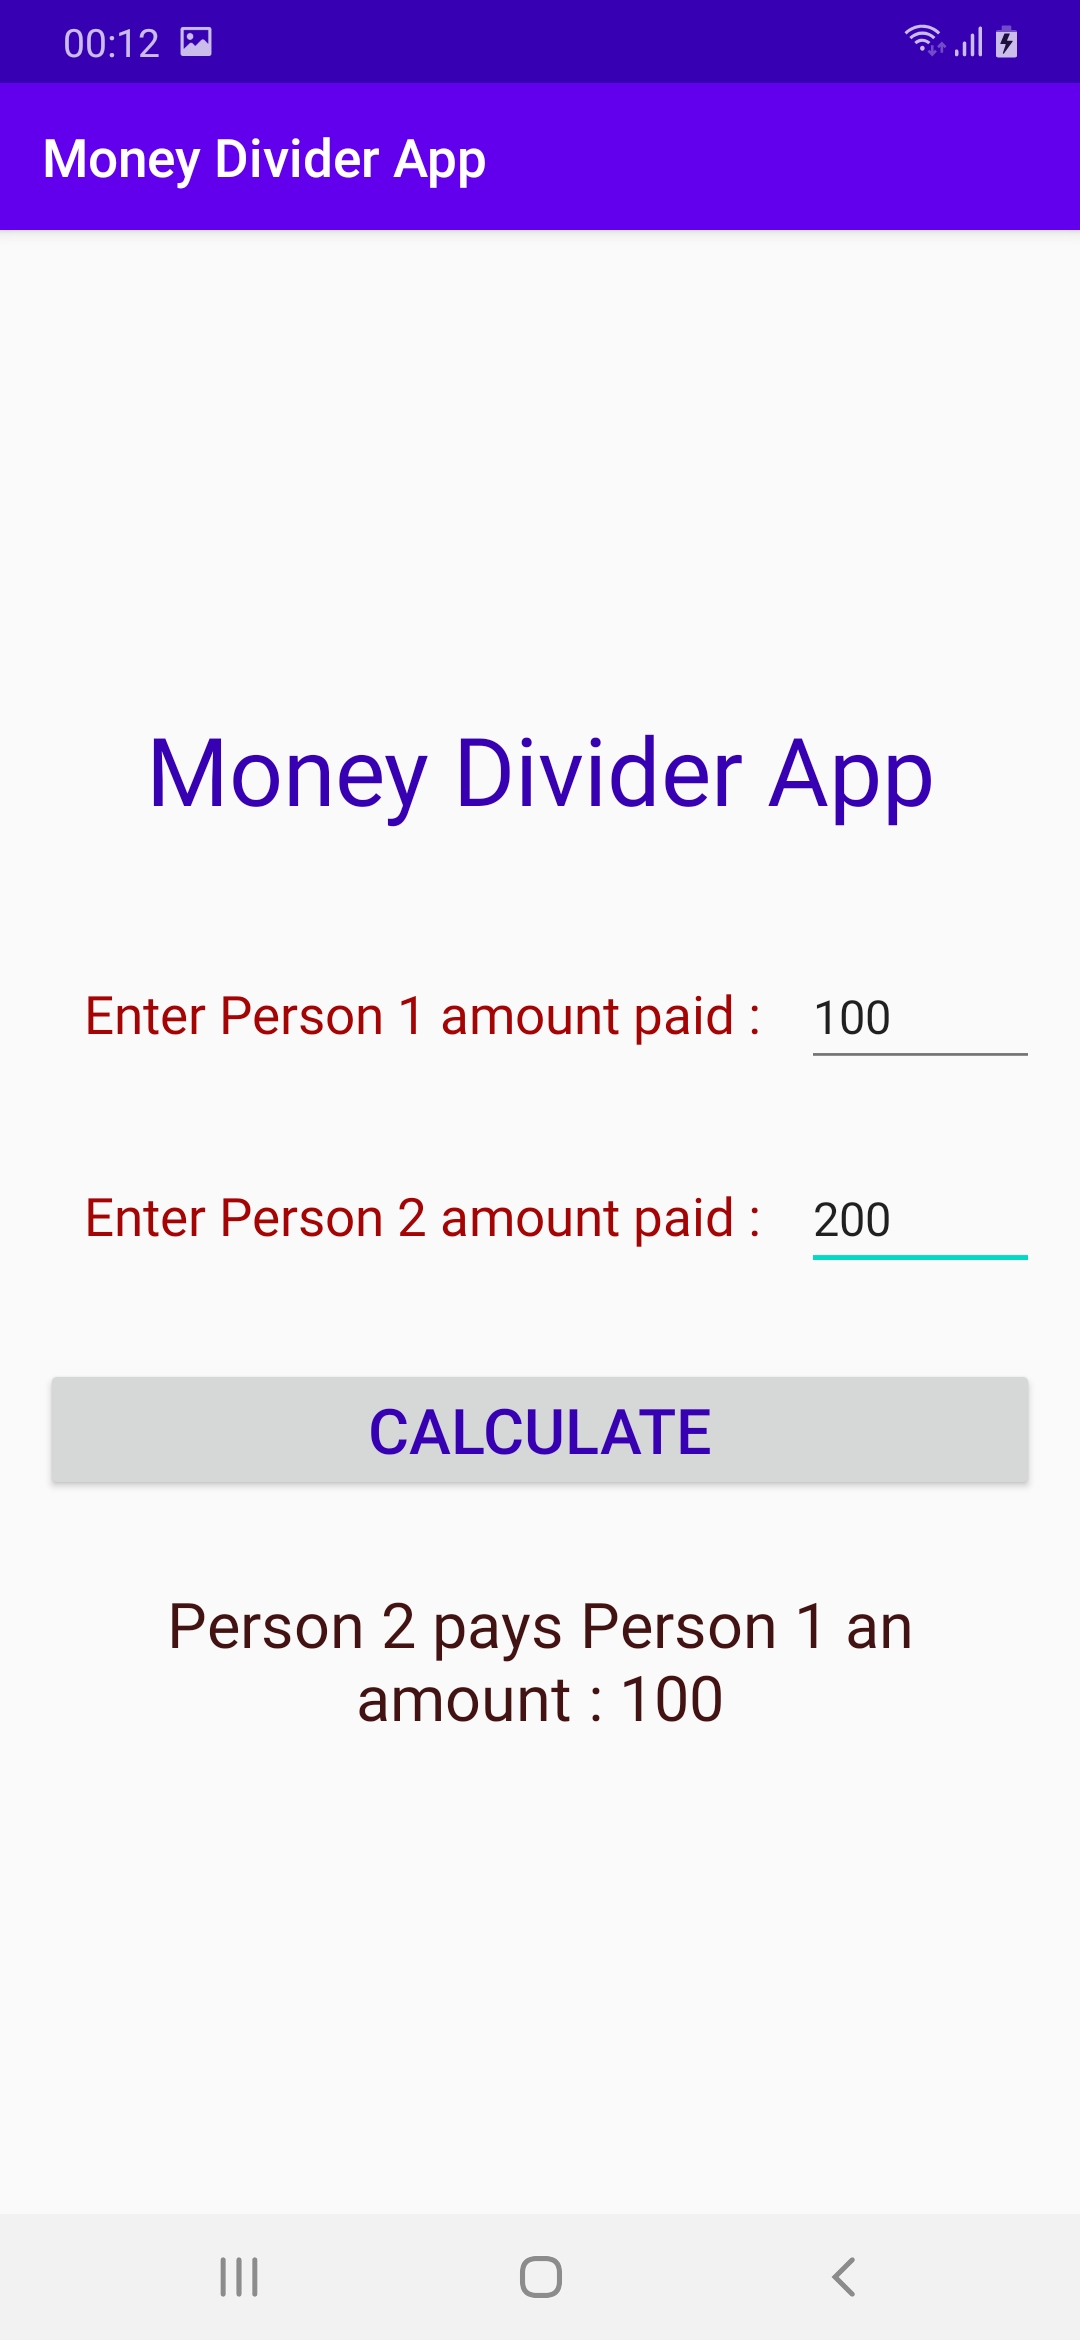 00:12
Money Divider App
Money Divider App
Enter Person 1 amount paid : 100
Enter Person 2 amount paid : 200
CALCULATE
Person 2 pays Person 1 an
amount : 100